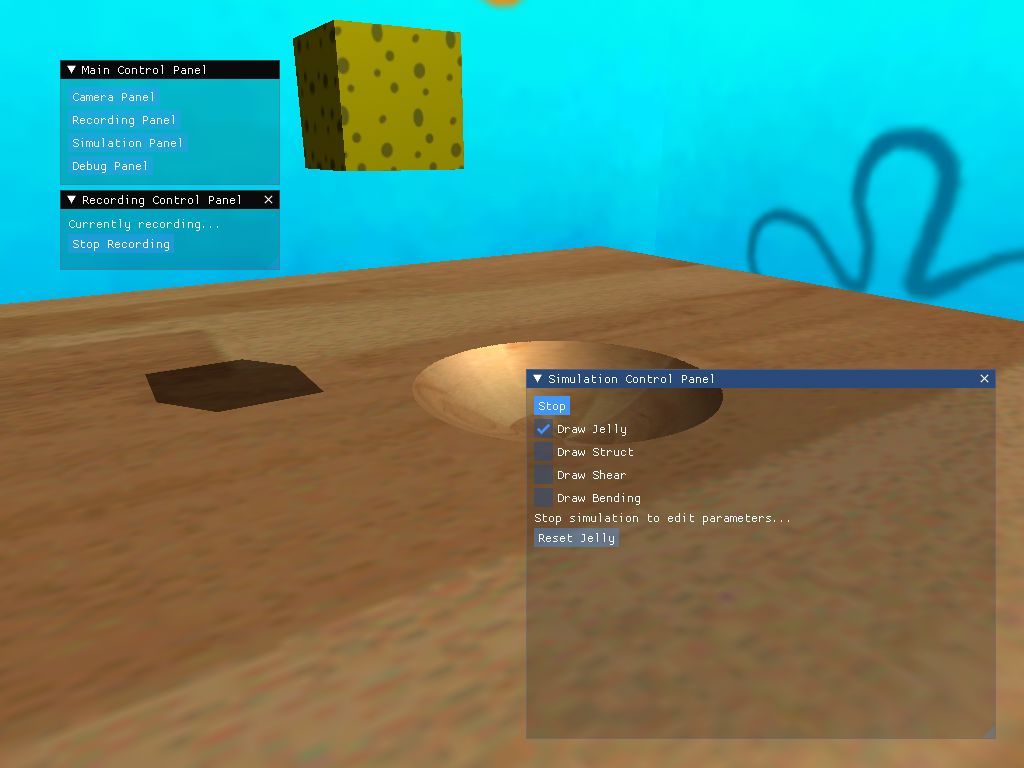 Main Control Panel
Camera Panel
Recording Panel
Simulation Panel
Debug Panel
Recording Control Panel
Currently recording...
Stop Recording
Simulation Control Panel
Stop
Draw Jelly
Draw Struct
Draw Shear
Draw Bending
Stop simulation to edit parameters...
Reset Jelly